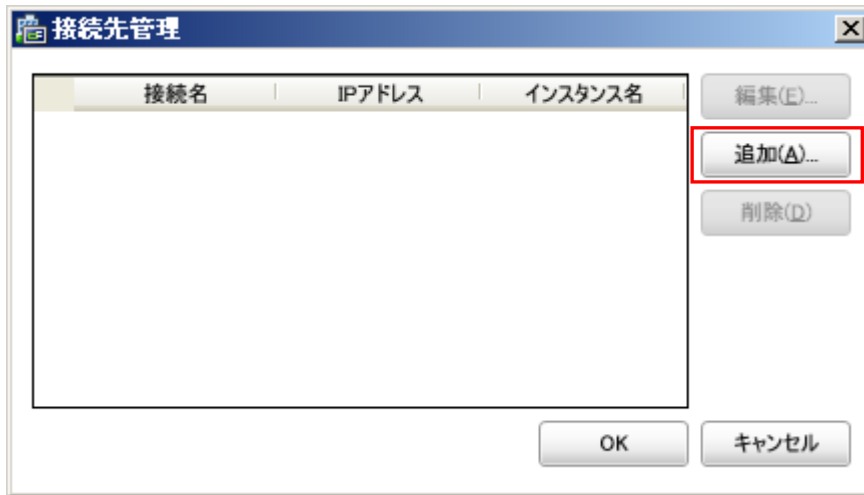 接続先管理
接続名 IPアドレス インスタンス名
編集(E)...
追加(A)...
削除(D)
OK キャンセル